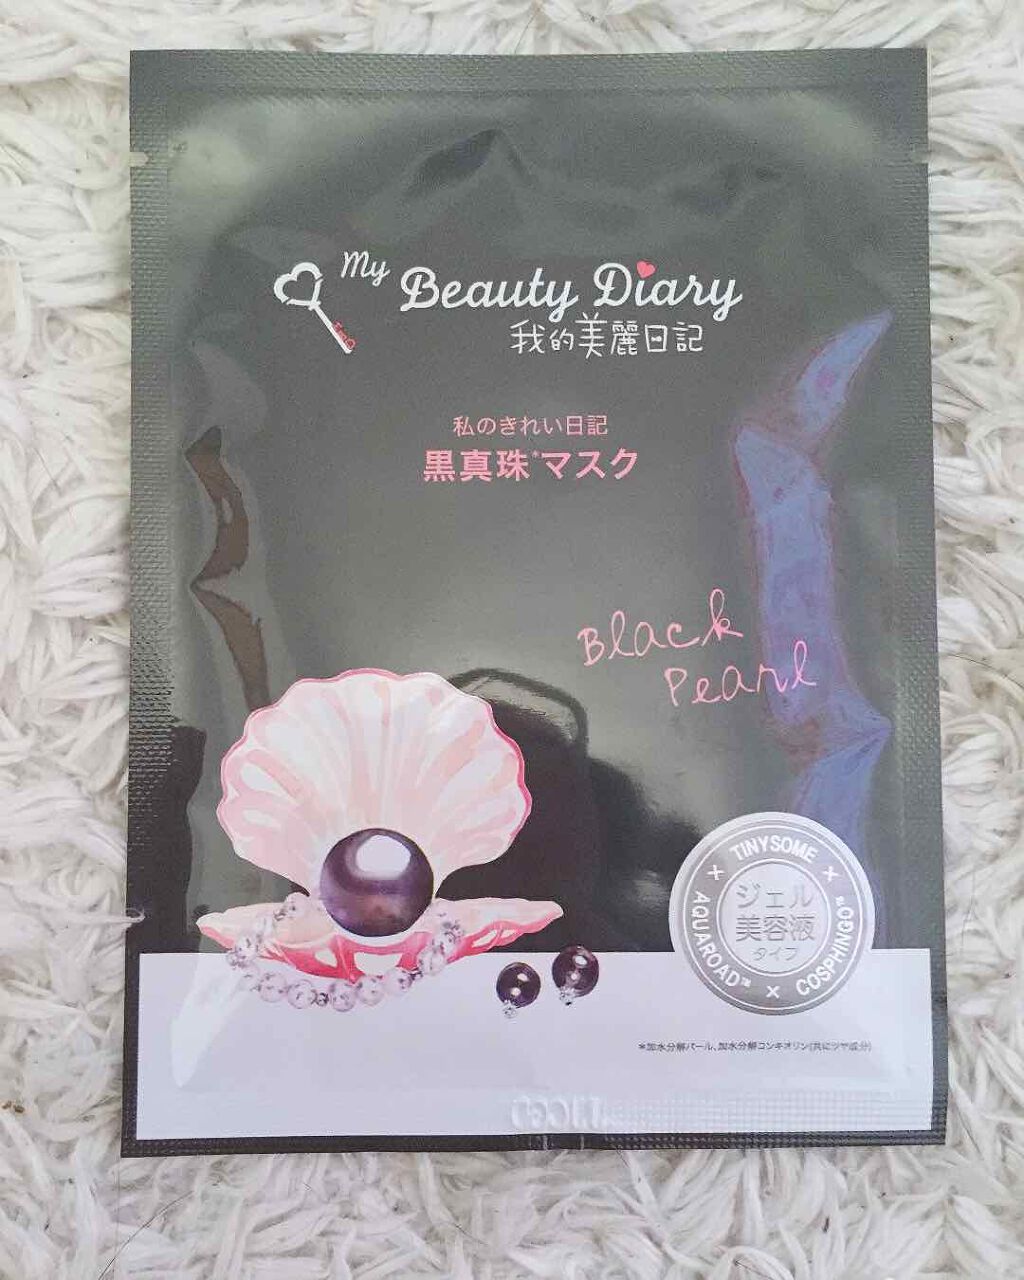 My Beauty Diary
我的美麗日記
私のきれい日記
黒真珠*マスク
Black
Pearl
TINYSOME
× AQUAROAD™ × COSPHINGO™ ×
ジェル
美容液
タイプ
*加水分解パール、加水分解コンキオリン(共にツヤ成分)